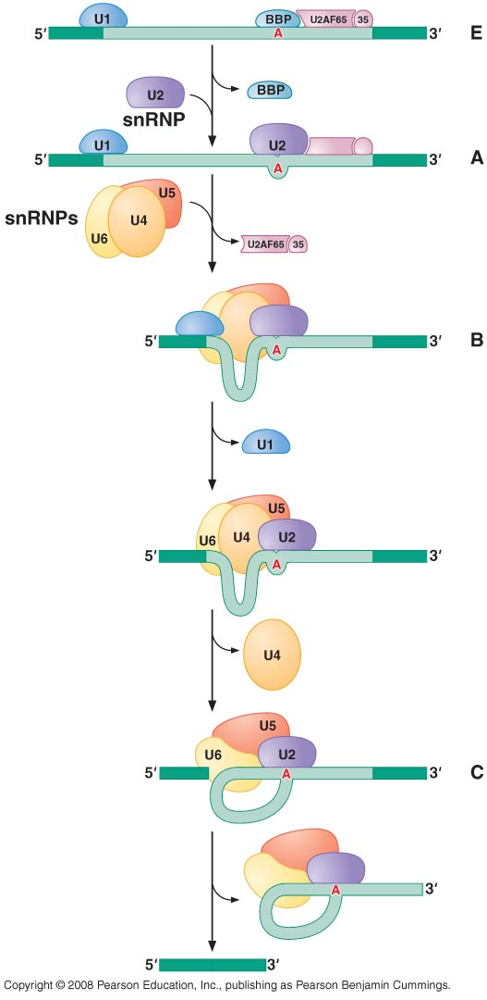 U1 BBP U2AF65 35
5′ A 3′ E
U2 BBP
snRNP
U1 U2
5′ A 3′ A
U5
snRNPs U4
U6 U2AF65 35
5′ A 3′ B
U1
U5
U6 U4 U2
5′ A 3′
U4
U5
U6 U2
5′ A 3′ C
A 3′
5′ 3′
Copyright © 2008 Pearson Education, Inc., publishing as Pearson Benjamin Cummings.